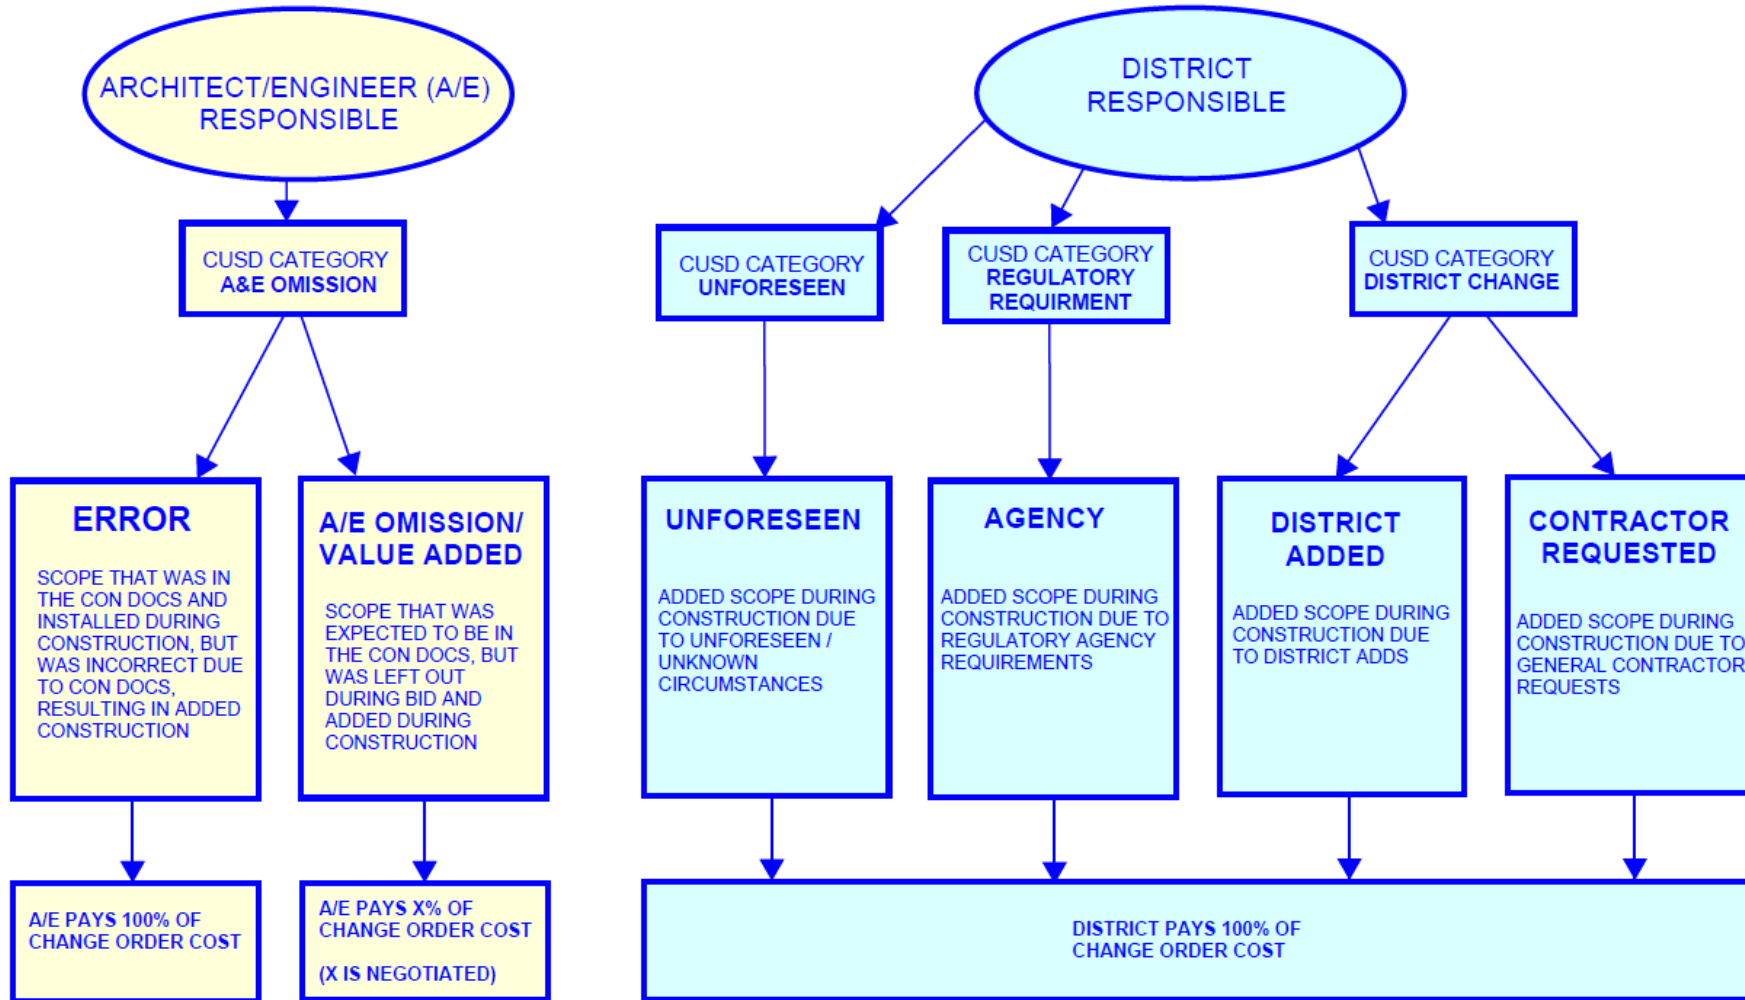 ARCHITECT/ENGINEER (A/E)
RESPONSIBLE
DISTRICT
RESPONSIBLE
CUSD CATEGORY
A&E OMISSION
CUSD CATEGORY
UNFORESEEN
CUSD CATEGORY
REGULATORY
REQUIRMENT
CUSD CATEGORY
DISTRICT CHANGE
ERROR
SCOPE THAT WAS IN
THE CON DOCS AND
INSTALLED DURING
CONSTRUCTION, BUT
WAS INCORRECT DUE
TO CON DOCS,
RESULTING IN ADDED
CONSTRUCTION
A/E OMISSION/
VALUE ADDED
SCOPE THAT WAS
EXPECTED TO BE IN
THE CON DOCS, BUT
WAS LEFT OUT
DURING BID AND
ADDED DURING
CONSTRUCTION
UNFORESEEN
ADDED SCOPE DURING
CONSTRUCTION DUE
TO UNFORESEEN /
UNKNOWN
CIRCUMSTANCES
AGENCY
ADDED SCOPE DURING
CONSTRUCTION DUE TO
REGULATORY AGENCY
REQUIREMENTS
DISTRICT
ADDED
ADDED SCOPE DURING
CONSTRUCTION DUE
TO DISTRICT ADDS
CONTRACTOR
REQUESTED
ADDED SCOPE DURING
CONSTRUCTION DUE TO
GENERAL CONTRACTOR
REQUESTS
A/E PAYS 100% OF
CHANGE ORDER COST
A/E PAYS X% OF
CHANGE ORDER COST
(X IS NEGOTIATED)
DISTRICT PAYS 100% OF
CHANGE ORDER COST